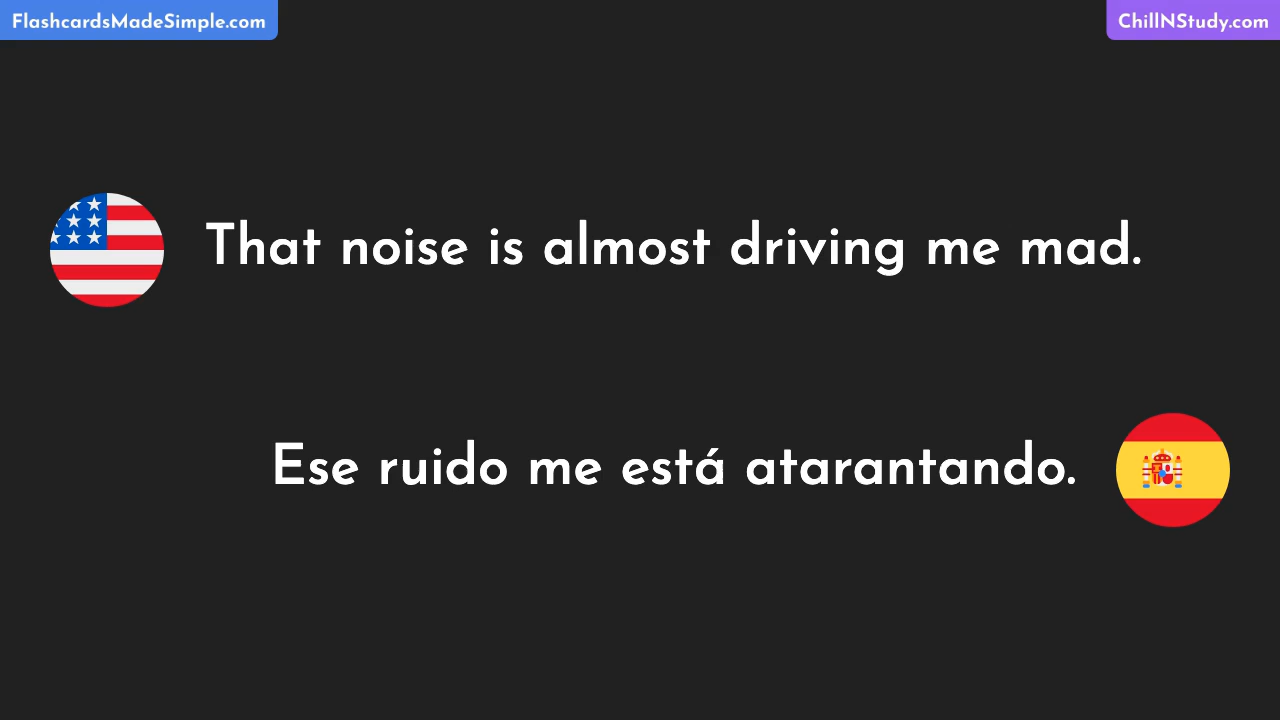 FlashcardsMadeSimple.com
ChillNStudy.com
That noise is almost driving me mad.
Ese ruido me está atarantando.